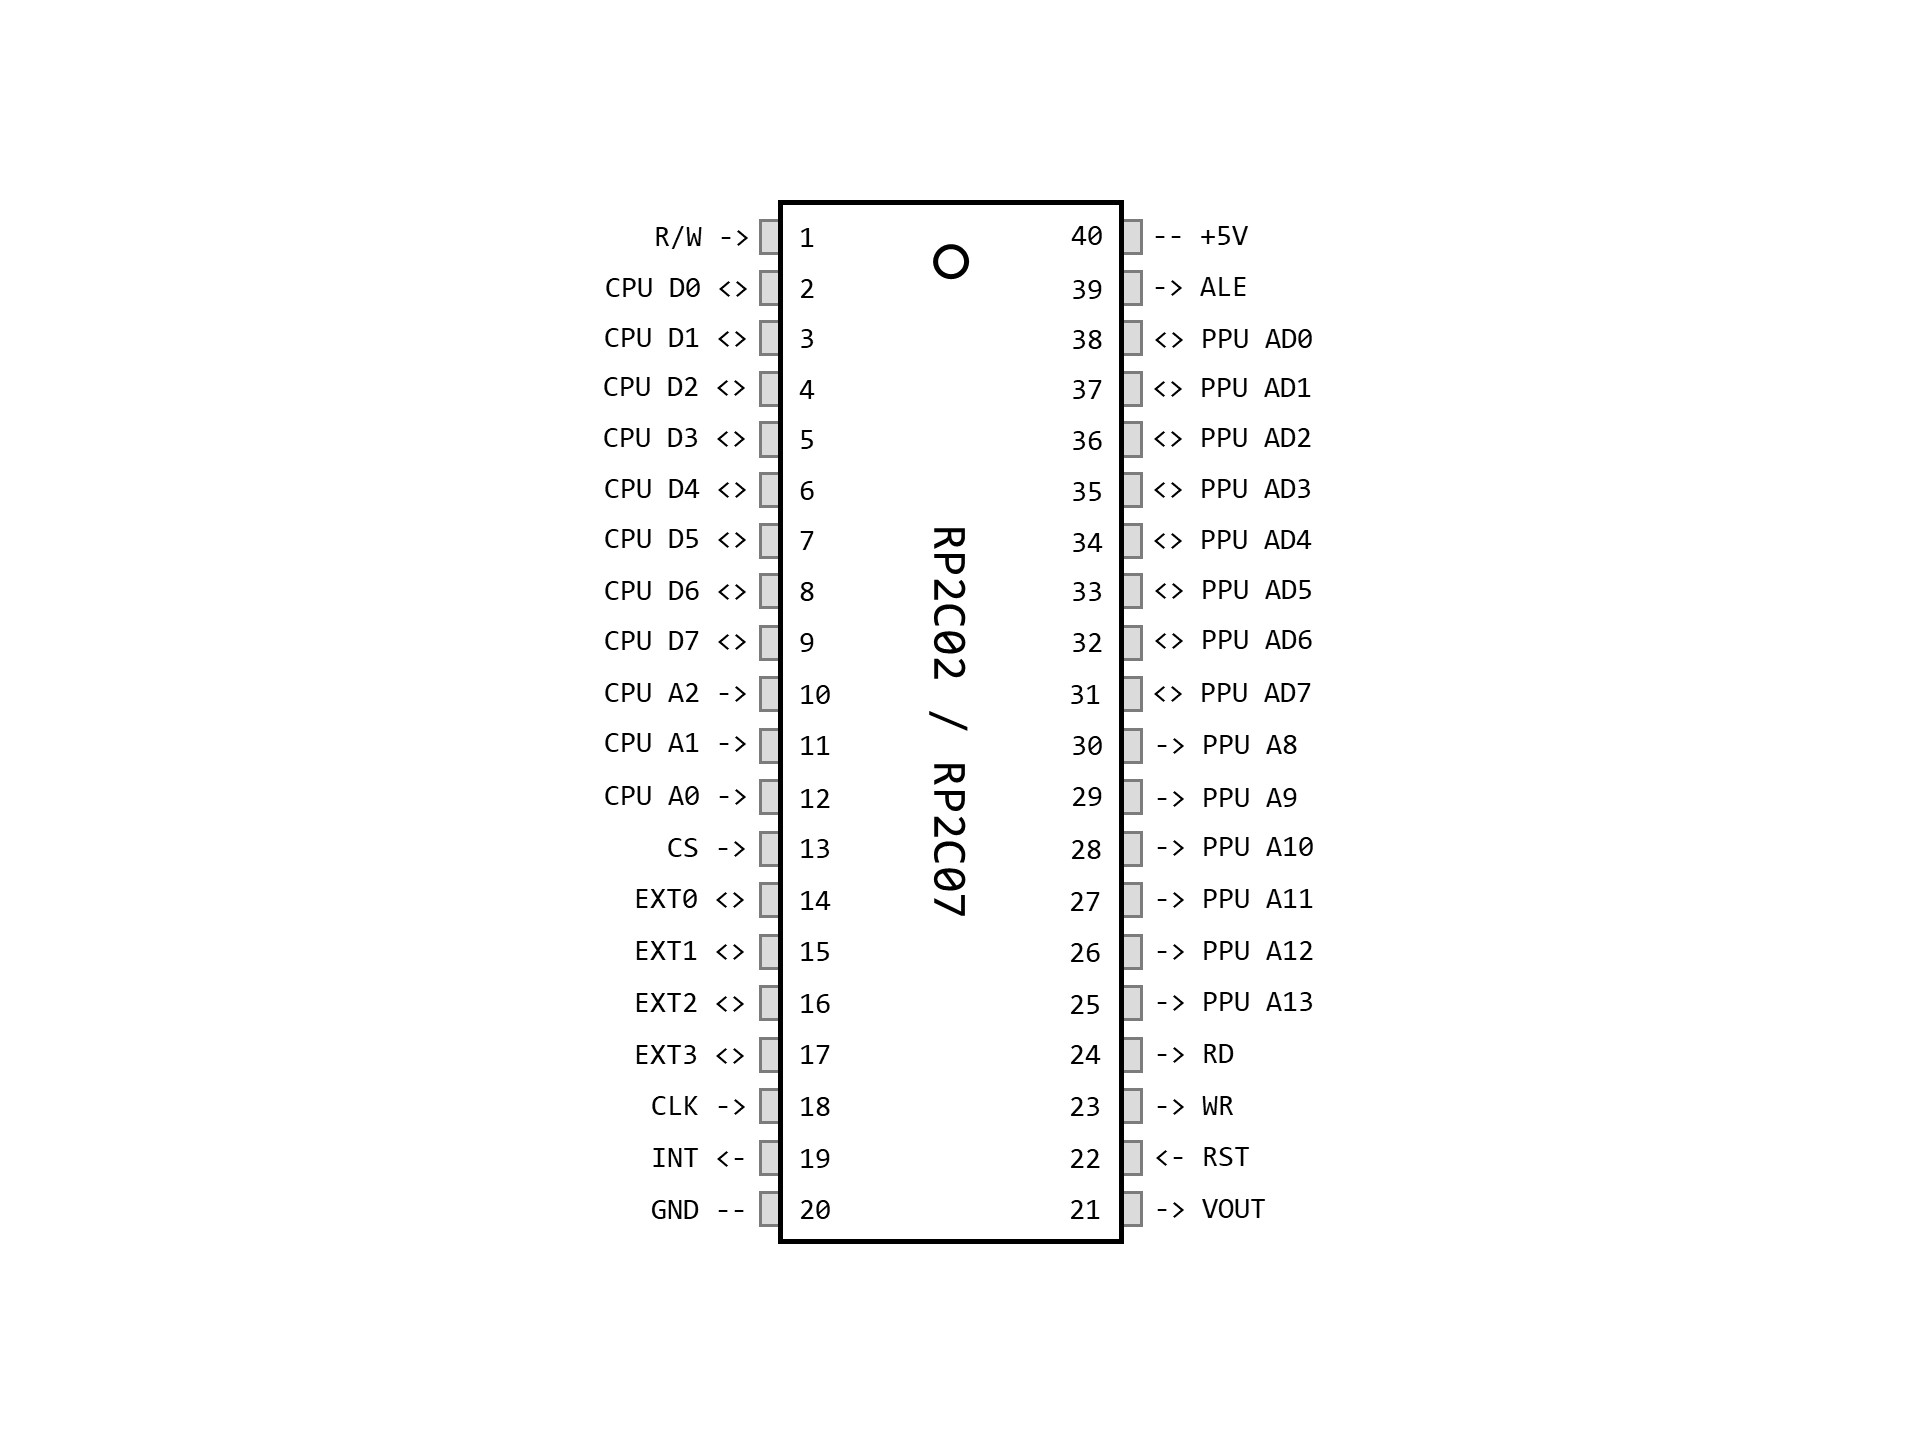 R/W -> 1 40 -- +5V
CPU D0 <> 2 39 -> ALE
CPU D1 <> 3 38 <> PPU AD0
CPU D2 <> 4 37 <> PPU AD1
CPU D3 <> 5 36 <> PPU AD2
CPU D4 <> 6 35 <> PPU AD3
CPU D5 <> 7 34 <> PPU AD4
CPU D6 <> 8 33 <> PPU AD5
CPU D7 <> 9 32 <> PPU AD6
CPU A2 -> 10 31 <> PPU AD7
CPU A1 -> 11 30 -> PPU A8
CPU A0 -> 12 29 -> PPU A9
CS -> 13 28 -> PPU A10
EXT0 <> 14 27 -> PPU A11
EXT1 <> 15 26 -> PPU A12
EXT2 <> 16 25 -> PPU A13
EXT3 <> 17 24 -> RD
CLK -> 18 23 -> WR
INT <- 19 22 <- RST
GND -- 20 21 -> VOUT
RP2C02 / RP2C07